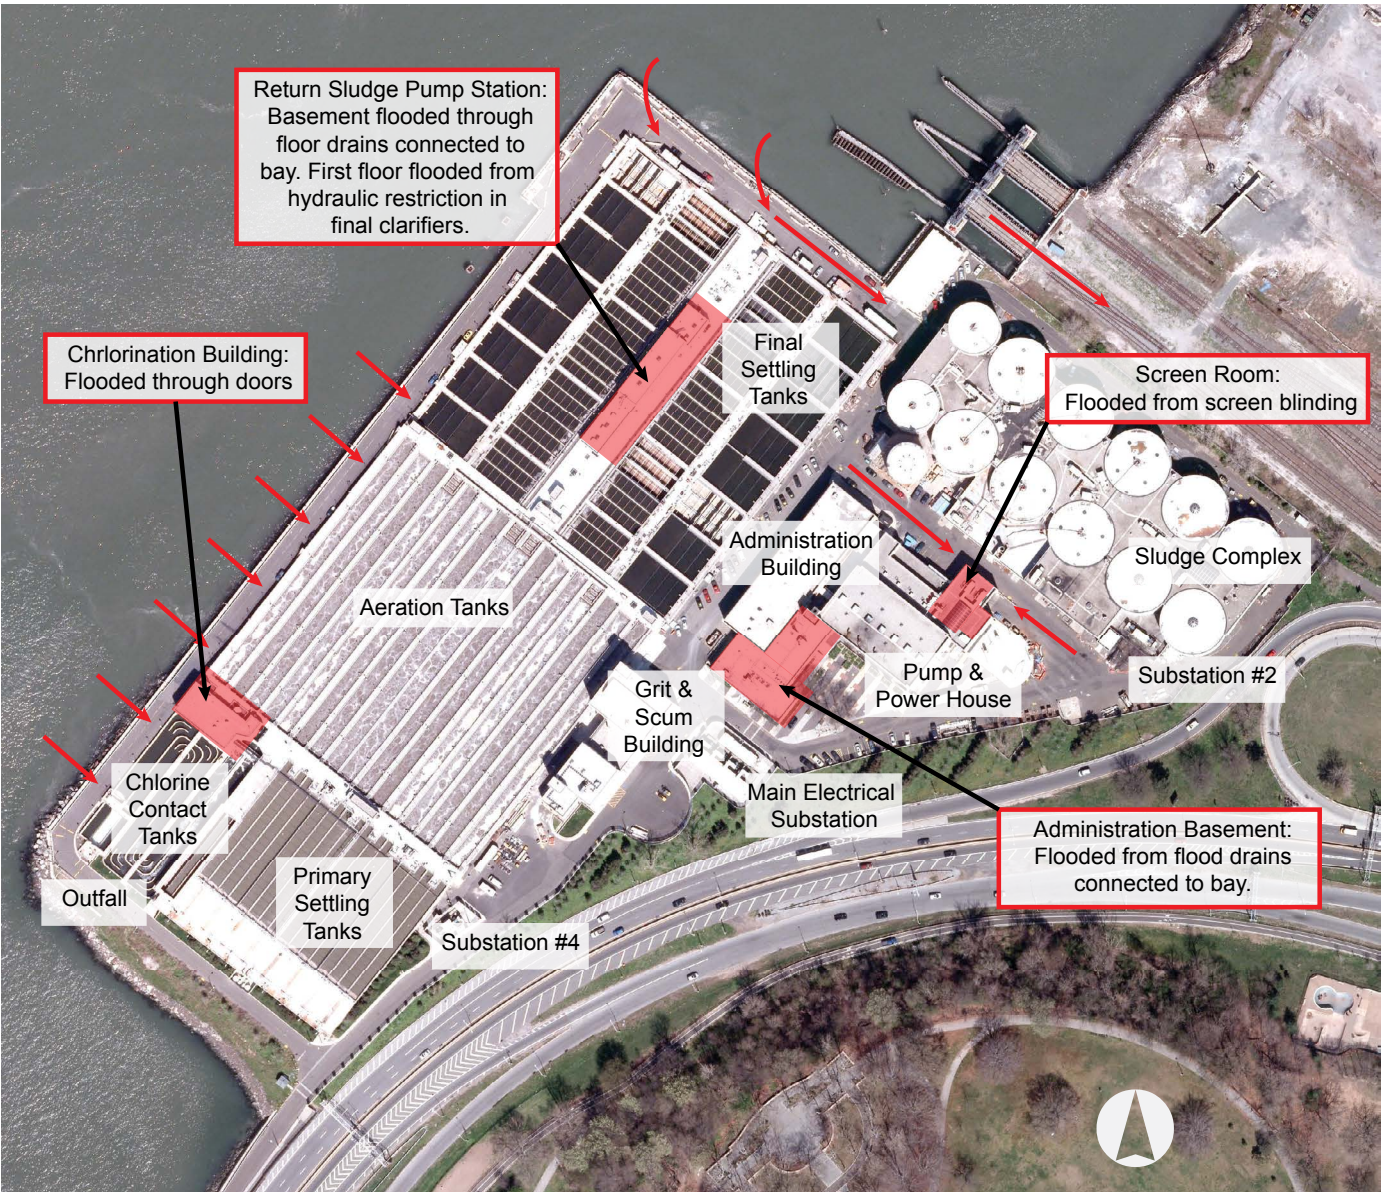 Return Sludge Pump Station:
Basement flooded through
floor drains connected to
bay. First floor flooded from
hydraulic restriction in
final clarifiers.
Chrlorination Building:
Flooded through doors
Final
Settling
Tanks
Screen Room:
Flooded from screen blinding
Administration
Building
Sludge Complex
Aeration Tanks
Pump &
Power House
Substation #2
Grit &
Scum
Building
Chlorine
Contact
Tanks
Main Electrical
Substation
Administration Basement:
Flooded from flood drains
connected to bay.
Outfall
Primary
Settling
Tanks
Substation #4